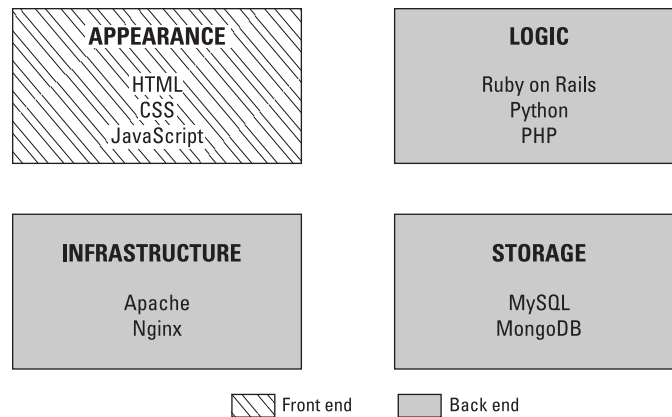 APPEARANCE
HTML
CSS
JavaScript
LOGIC
Ruby on Rails
Python
PHP
INFRASTRUCTURE
Apache
Nginx
STORAGE
MySQL
MongoDB
Front end
Back end